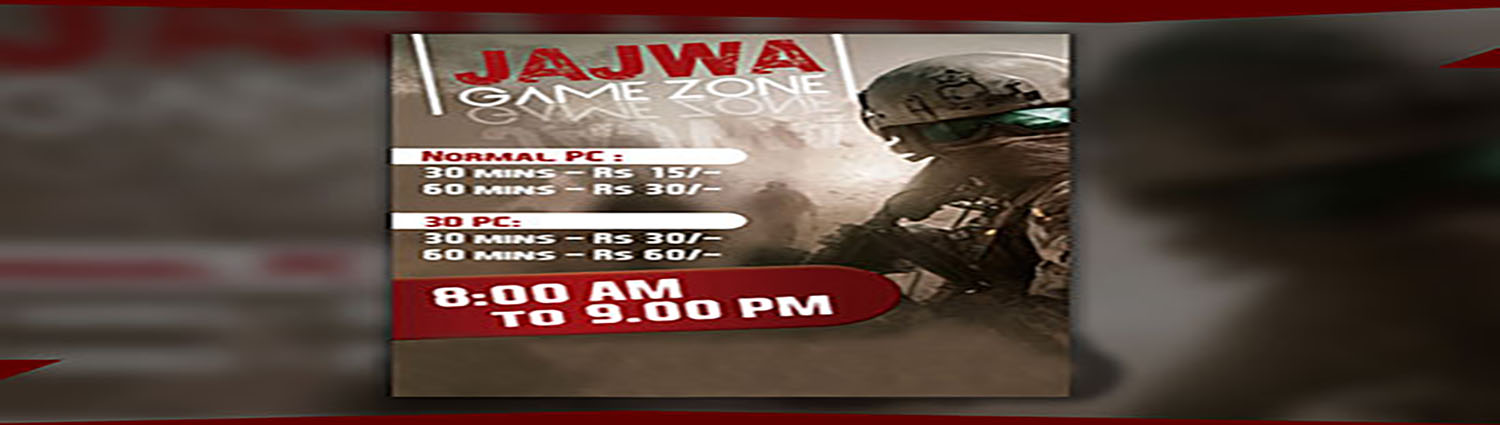 JAJWA
GAME ZONE
NORMAL PC :
30 MINS - RS 15/-
60 MINS - RS 30/-
3D PC:
30 MINS - RS 30/-
60 MINS - RS 60/-
8:00 AM
TO 9.00 PM